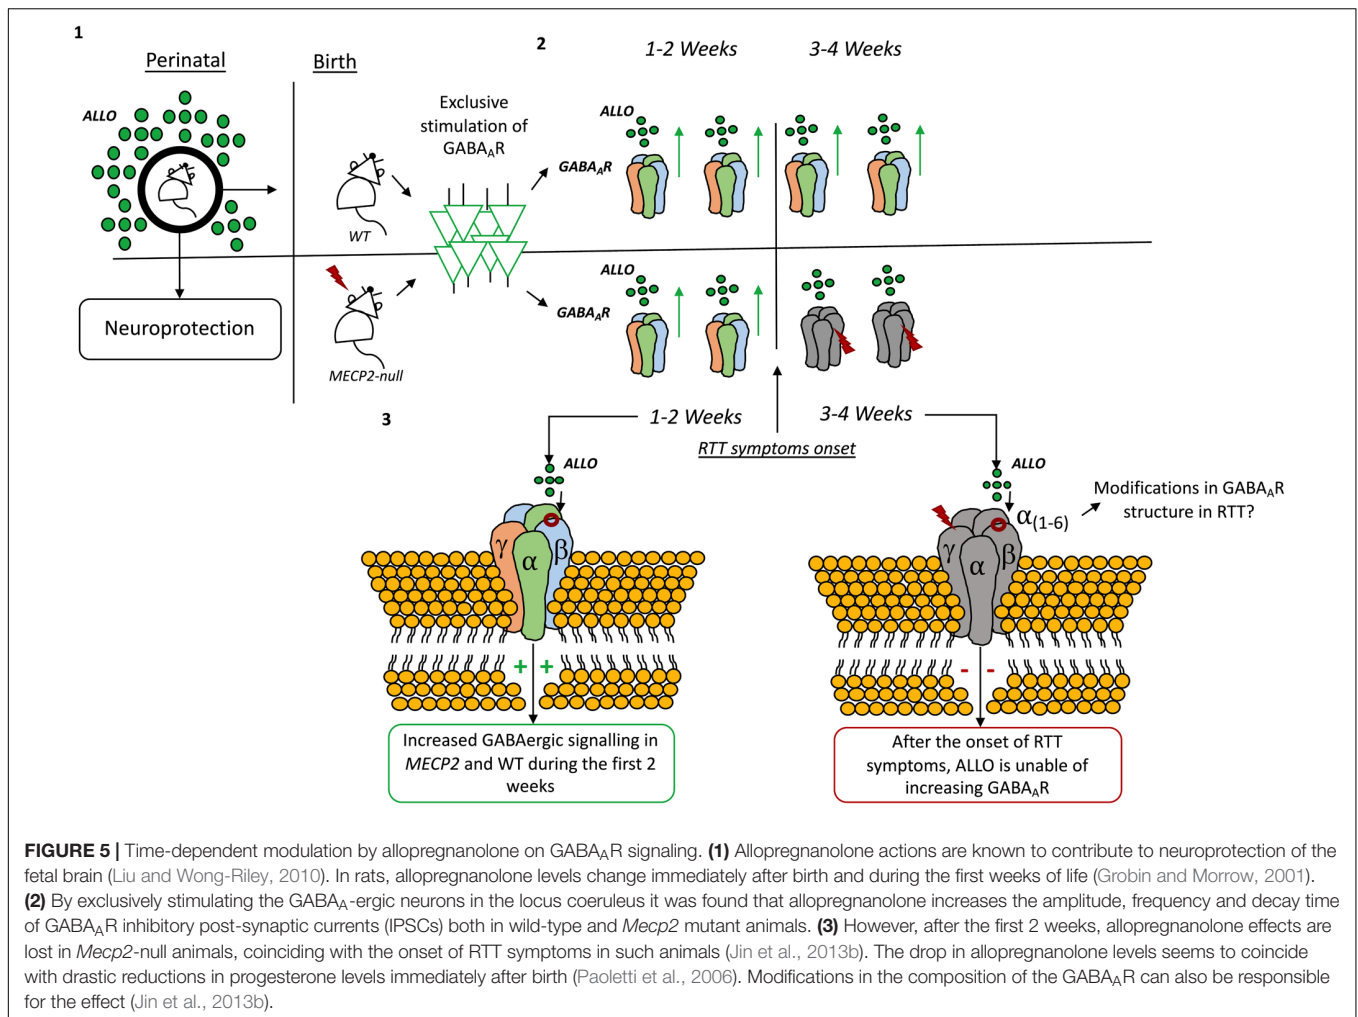 1
Perinatal
Birth
2
1-2 Weeks
3-4 Weeks
ALLO
Exclusive
stimulation of
GABA_AR
ALLO
GABA_AR
WT
ALLO
GABA_AR
MECP2-null
Neuroprotection
3
1-2 Weeks
3-4 Weeks
RTT symptoms onset
ALLO
ALLO
α(1-6)
Modifications in GABA_AR
structure in RTT?
γ
α
β
γ
α
β
+ +
- -
Increased GABAergic signalling in
MECP2 and WT during the first 2
weeks
After the onset of RTT
symptoms, ALLO is unable of
increasing GABA_AR
FIGURE 5 | Time-dependent modulation by allopregnanolone on GABA_AR signaling. (1) Allopregnanolone actions are known to contribute to neuroprotection of the
fetal brain (Liu and Wong-Riley, 2010). In rats, allopregnanolone levels change immediately after birth and during the first weeks of life (Grobin and Morrow, 2001).
(2) By exclusively stimulating the GABA_A-ergic neurons in the locus coeruleus it was found that allopregnanolone increases the amplitude, frequency and decay time
of GABA_AR inhibitory post-synaptic currents (IPSCs) both in wild-type and Mecp2 mutant animals. (3) However, after the first 2 weeks, allopregnanolone effects are
lost in Mecp2-null animals, coinciding with the onset of RTT symptoms in such animals (Jin et al., 2013b). The drop in allopregnanolone levels seems to coincide
with drastic reductions in progesterone levels immediately after birth (Paoletti et al., 2006). Modifications in the composition of the GABA_AR can also be responsible
for the effect (Jin et al., 2013b).